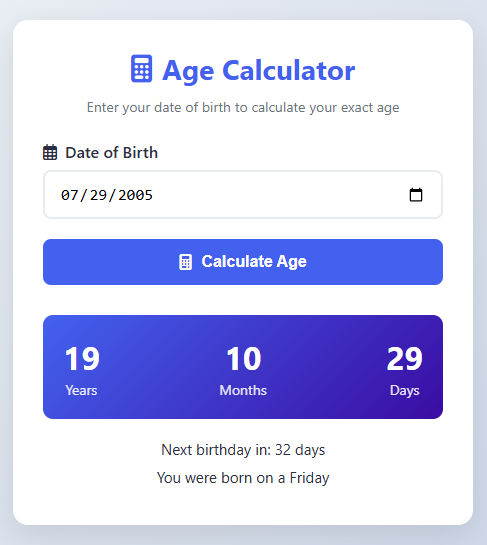 Age Calculator
Enter your date of birth to calculate your exact age
Date of Birth
07/29/2005
Calculate Age
19 10 29
Years Months Days
Next birthday in: 32 days
You were born on a Friday